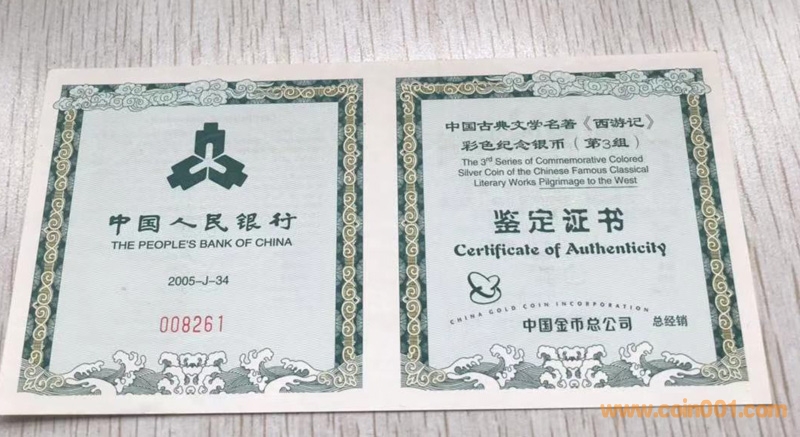 中国人民银行
THE PEOPLE'S BANK OF CHINA
2005-J-34
008261
中国古典文学名著《西游记》
彩色纪念银币（第3组）
The 3rd Series of Commemorative Colored
Silver Coin of the Chinese Famous Classical
Literary Works Pilgrimage to the West
鉴定证书
Certificate of Authenticity
CHINA GOLD COIN INCORPORATION
中国金币总公司 总经销
www.coin001.com